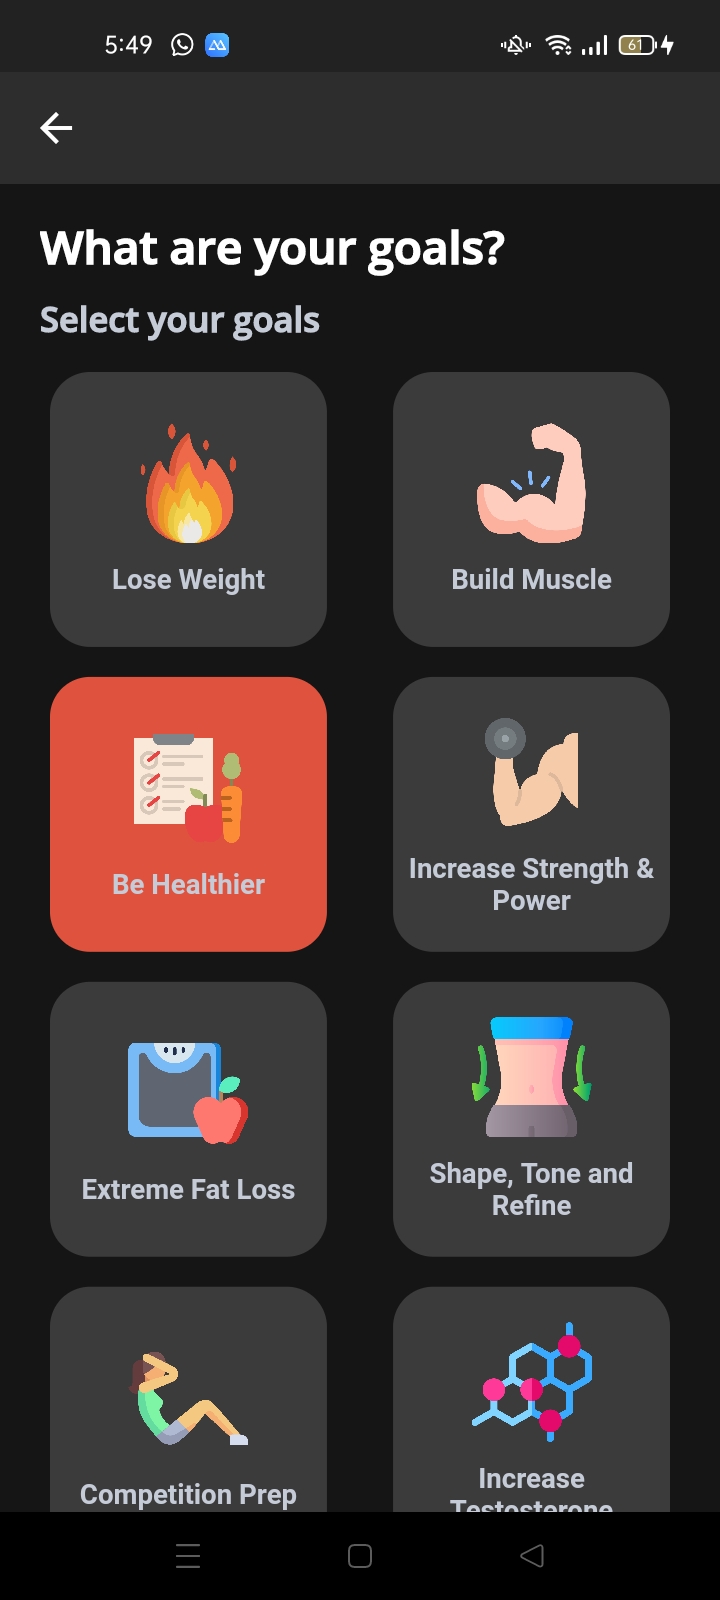 5:49
61
What are your goals?
Select your goals
Lose Weight
Build Muscle
Be Healthier
Increase Strength &
Power
Extreme Fat Loss
Shape, Tone and
Refine
Competition Prep
Increase
Testosterone